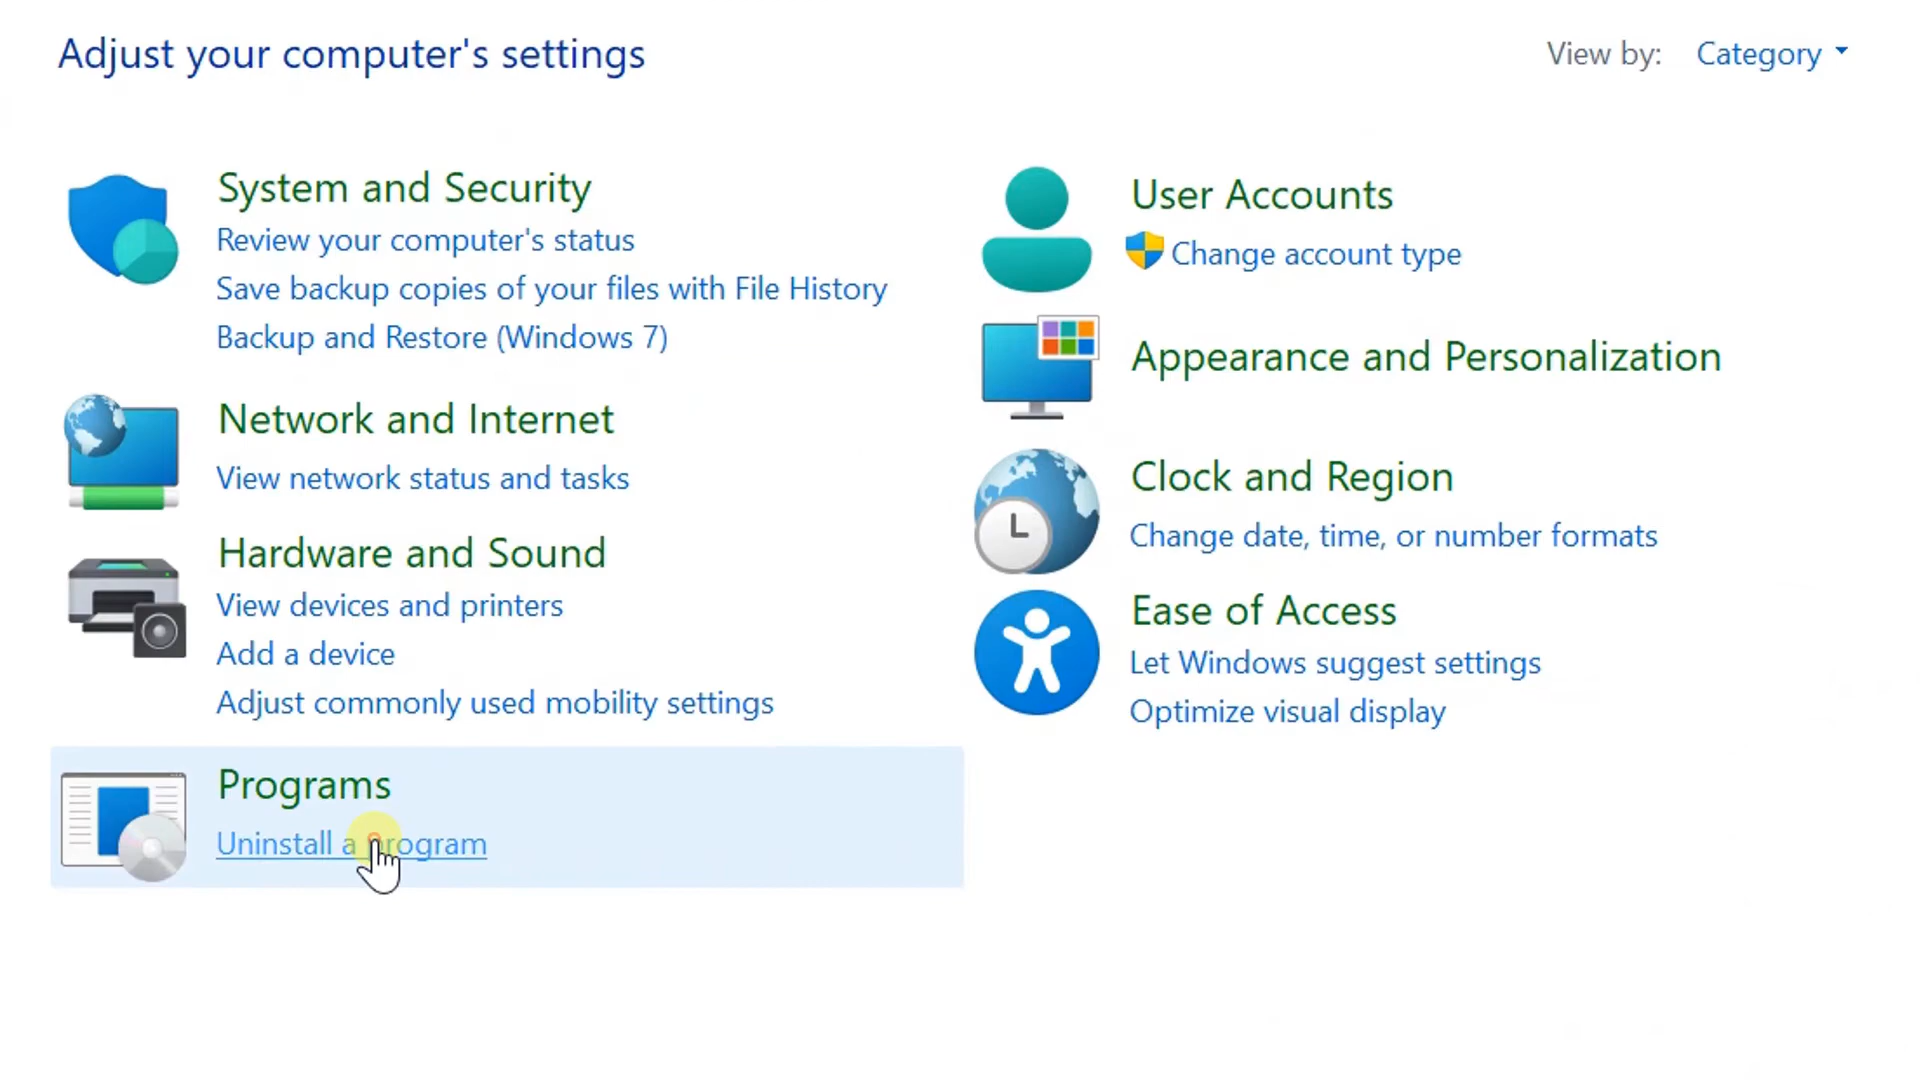 Adjust your computer's settings
View by: Category
System and Security
Review your computer's status
Save backup copies of your files with File History
Backup and Restore (Windows 7)
Network and Internet
View network status and tasks
Hardware and Sound
View devices and printers
Add a device
Adjust commonly used mobility settings
Programs
Uninstall a program
User Accounts
Change account type
Appearance and Personalization
Clock and Region
Change date, time, or number formats
Ease of Access
Let Windows suggest settings
Optimize visual display